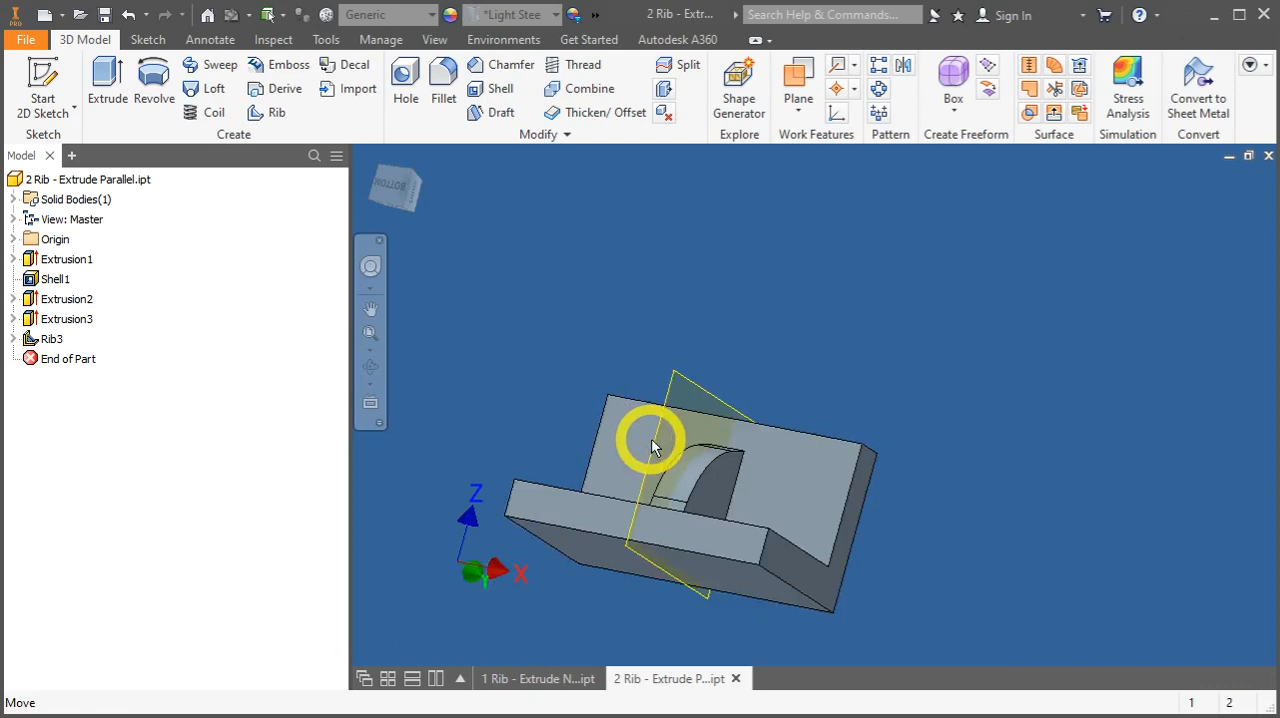 PRO
Generic
*Light Stee
2 Rib - Extr...
Search Help & Commands...
Sign In
File
3D Model
Sketch
Annotate
Inspect
Tools
Manage
View
Environments
Get Started
Autodesk A360
Start
2D Sketch
Sketch
Extrude
Revolve
Sweep
Loft
Coil
Emboss
Derive
Rib
Decal
Import
Create
Hole
Fillet
Chamfer
Shell
Draft
Thread
Combine
Thicken/ Offset
Split
Modify
Shape
Generator
Explore
Plane
Work Features
Pattern
Box
Create Freeform
Surface
Stress
Analysis
Simulation
Convert to
Sheet Metal
Convert
Model
2 Rib - Extrude Parallel.ipt
Solid Bodies(1)
View: Master
Origin
Extrusion1
Shell1
Extrusion2
Extrusion3
Rib3
End of Part
BOTTOM
Z
X
Y
1 Rib - Extrude N...ipt
2 Rib - Extrude P...ipt
Move
1
2